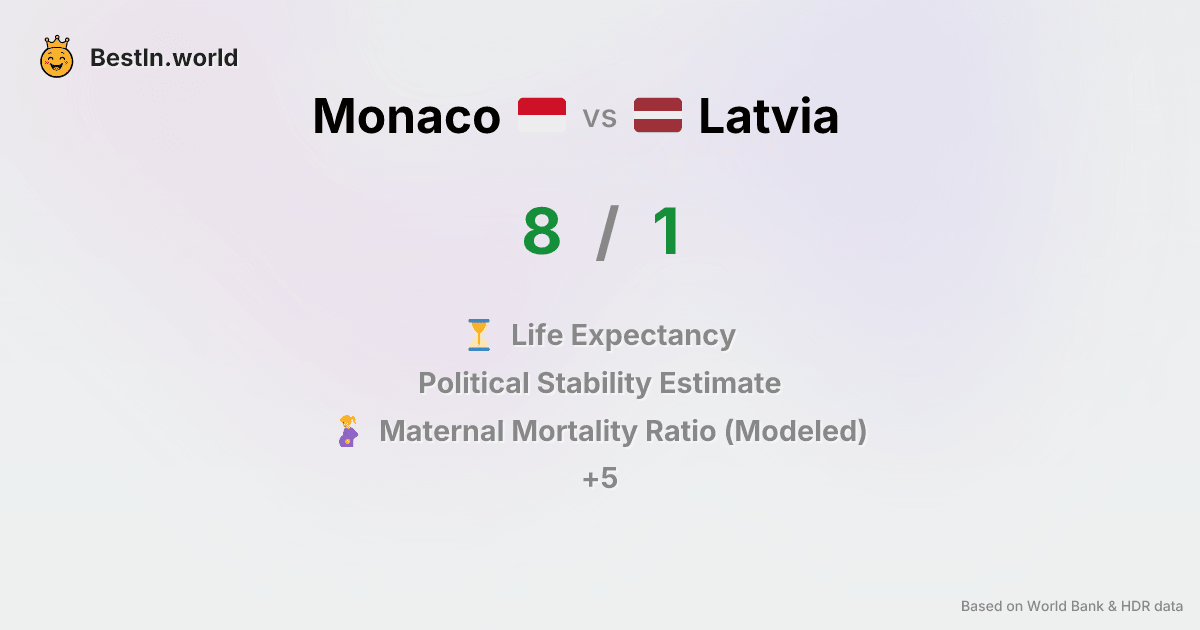 BestIn.world
Monaco vs Latvia
8 / 1
Life Expectancy
Political Stability Estimate
Maternal Mortality Ratio (Modeled)
+5
Based on World Bank & HDR data